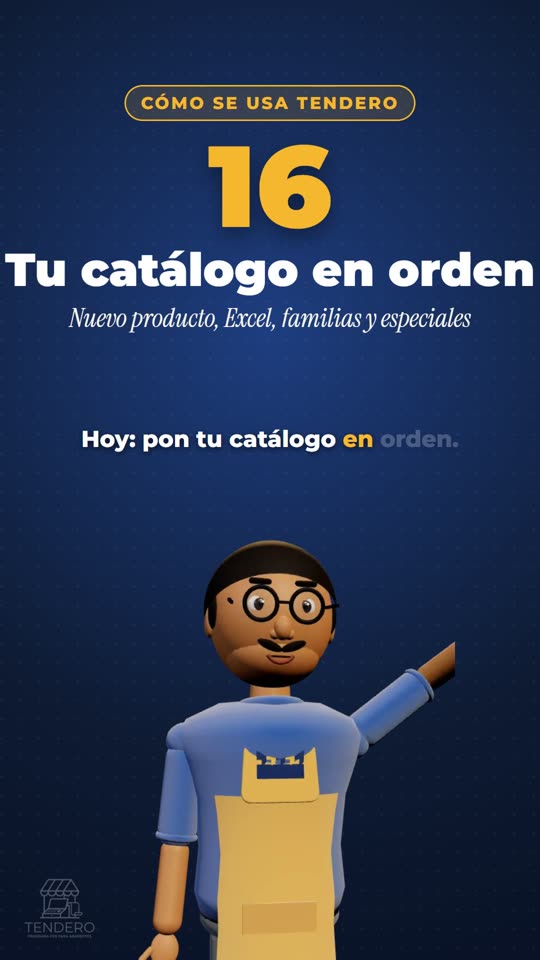 CÓMO SE USA TENDERO
16
Tu catálogo en orden
Nuevo producto, Excel, familias y especiales
Hoy: pon tu catálogo en orden.
TENDERO